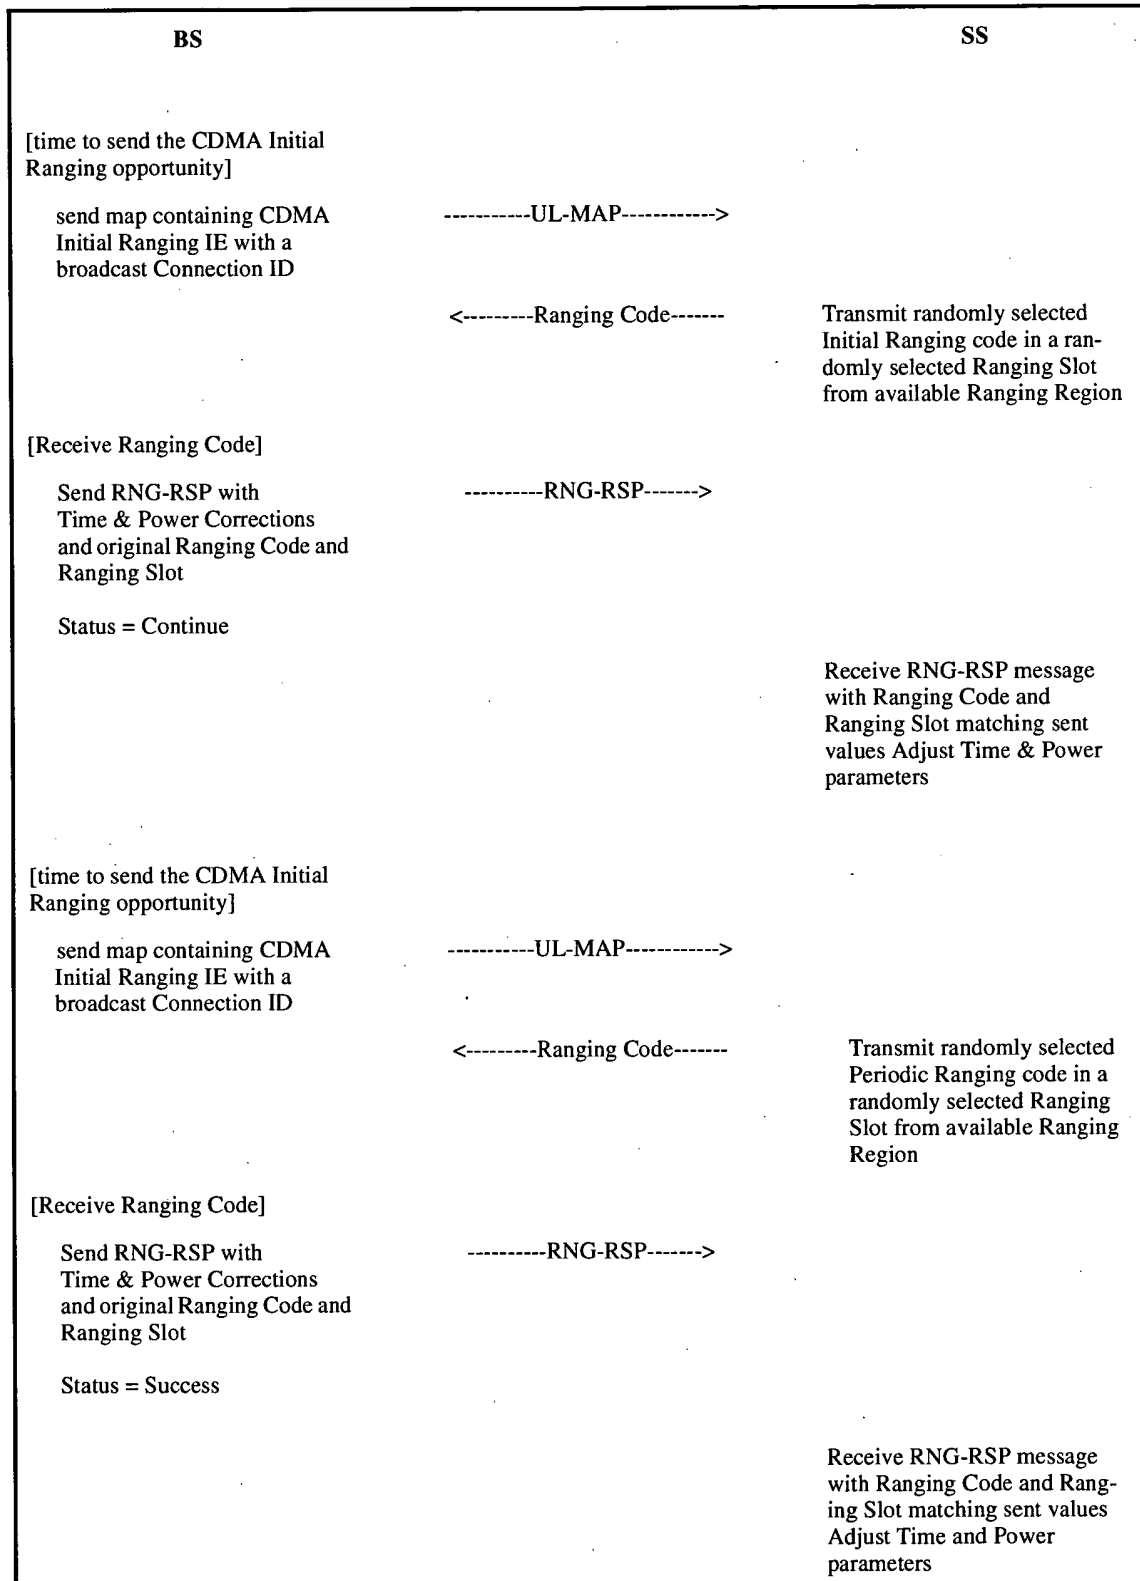 BS SS
[time to send the CDMA Initial
Ranging opportunity]
send map containing CDMA -----------UL-MAP------------>
Initial Ranging IE with a
broadcast Connection ID
<---------Ranging Code------- Transmit randomly selected
Initial Ranging code in a ran-
domly selected Ranging Slot
from available Ranging Region
[Receive Ranging Code]
Send RNG-RSP with ----------RNG-RSP------->
Time & Power Corrections
and original Ranging Code and
Ranging Slot
Status = Continue
Receive RNG-RSP message
with Ranging Code and
Ranging Slot matching sent
values Adjust Time & Power
parameters
[time to send the CDMA Initial
Ranging opportunity]
send map containing CDMA -----------UL-MAP------------>
Initial Ranging IE with a
broadcast Connection ID
<---------Ranging Code------- Transmit randomly selected
Periodic Ranging code in a
randomly selected Ranging
Slot from available Ranging
Region
[Receive Ranging Code]
Send RNG-RSP with ----------RNG-RSP------->
Time & Power Corrections
and original Ranging Code and
Ranging Slot
Status = Success
Receive RNG-RSP message
with Ranging Code and Rang-
ing Slot matching sent values
Adjust Time and Power
parameters